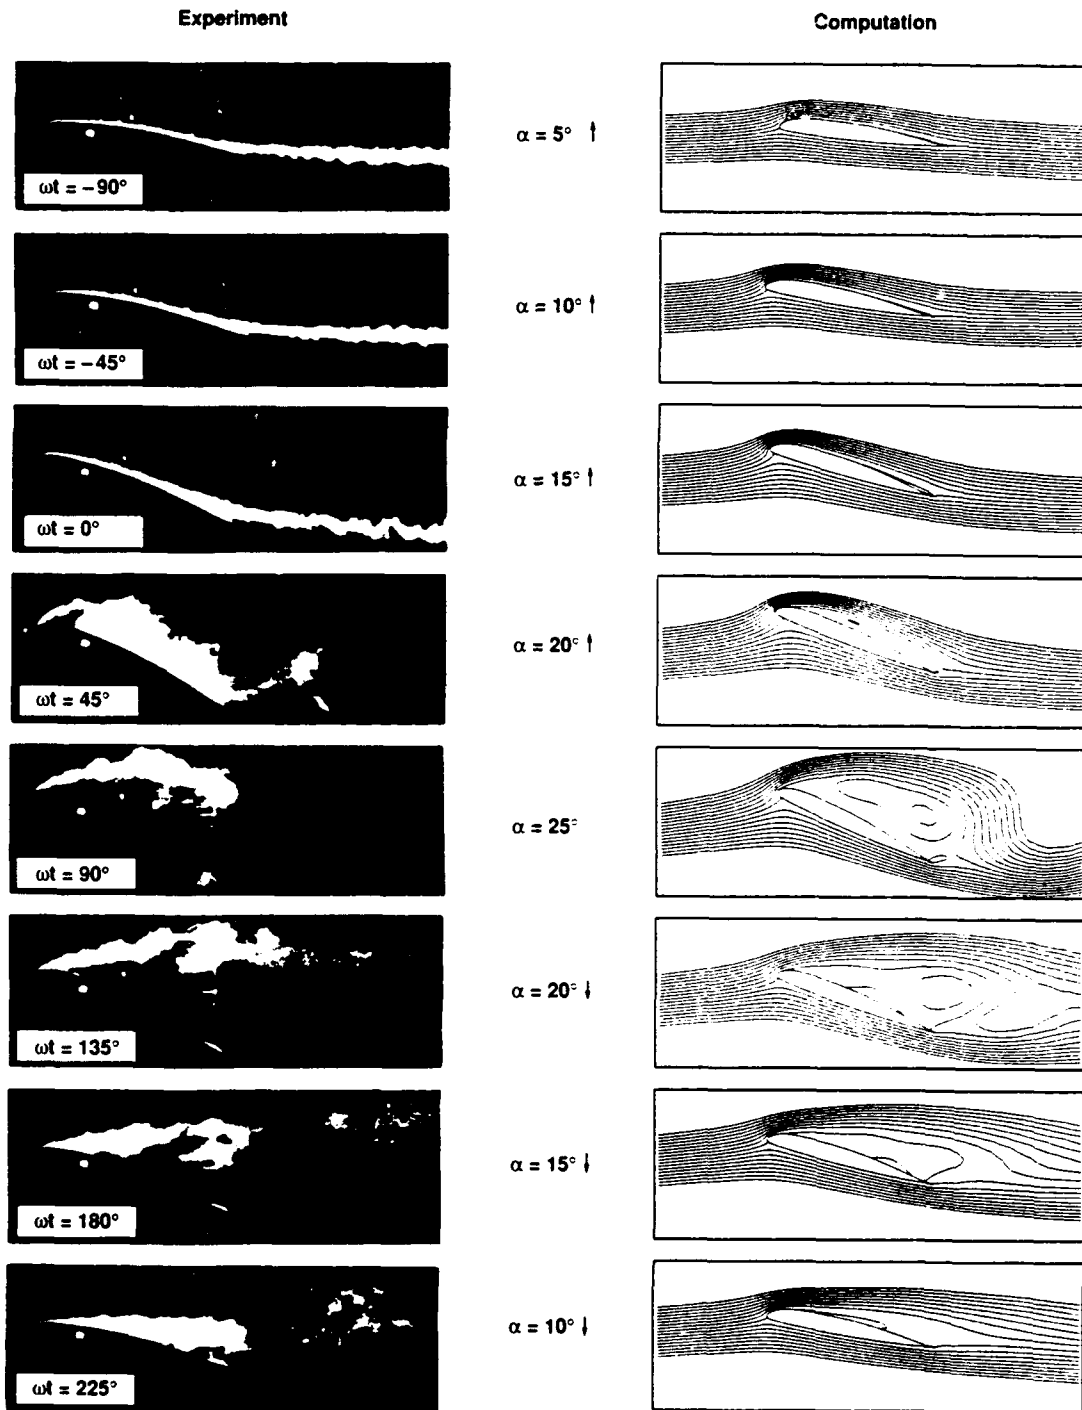 Experiment
Computation
ωt = −90°
α = 5° ↑
ωt = −45°
α = 10° ↑
ωt = 0°
α = 15° ↑
ωt = 45°
α = 20° ↑
ωt = 90°
α = 25°
ωt = 135°
α = 20° ↓
ωt = 180°
α = 15° ↓
ωt = 225°
α = 10° ↓